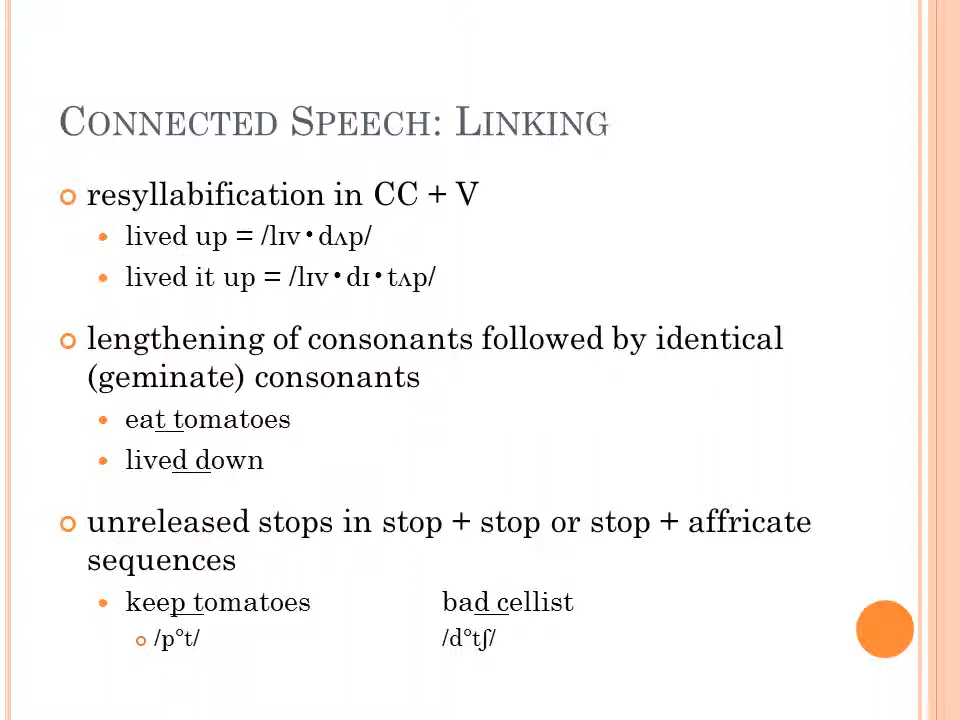 CONNECTED SPEECH: LINKING
resyllabification in CC + V
lived up = /lɪv•dʌp/
lived it up = /lɪv•dɪ•tʌp/
lengthening of consonants followed by identical
(geminate) consonants
eat tomatoes
lived down
unreleased stops in stop + stop or stop + affricate
sequences
keep tomatoes bad cellist
/p°t/ /d°tʃ/